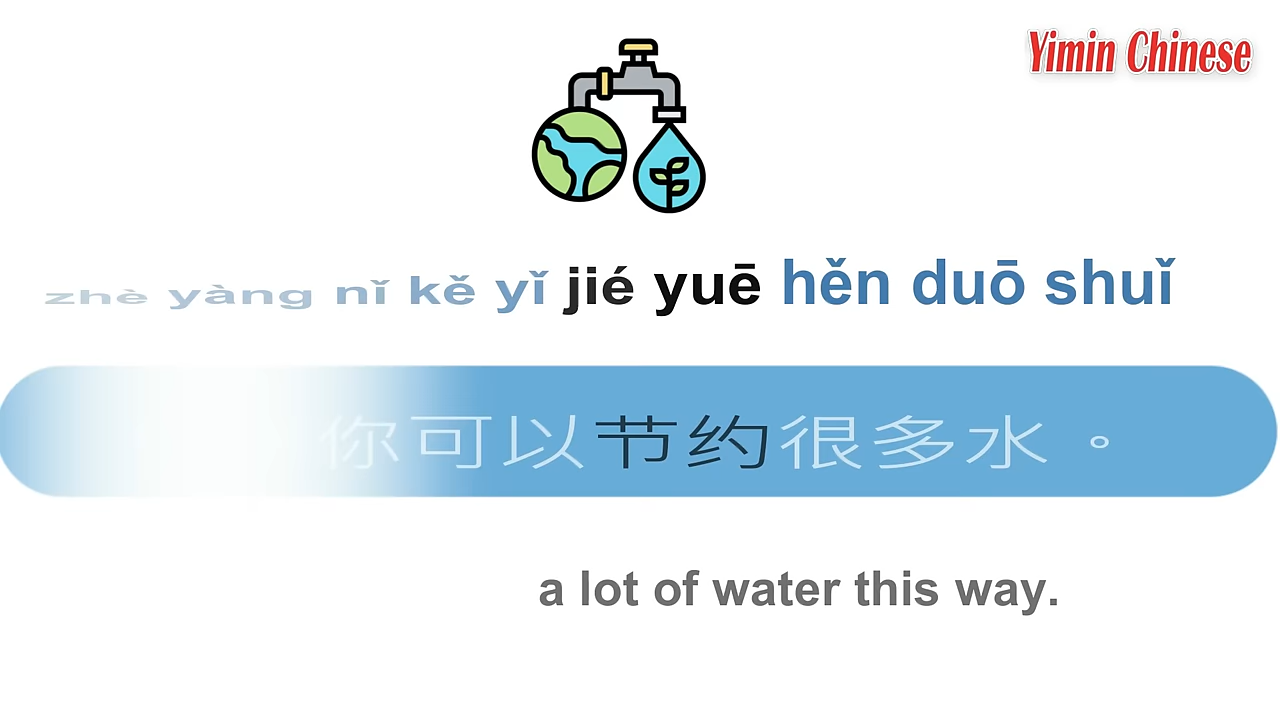 Yimin Chinese
zhè yàng nǐ kě yǐ jié yuē hěn duō shuǐ
你可以节约很多水。
a lot of water this way.